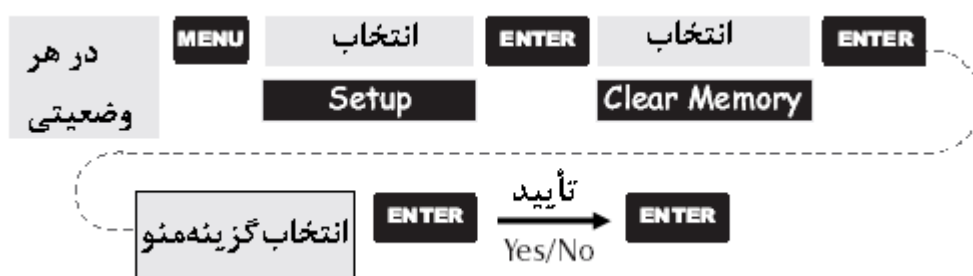 در هر
وضعیتی
MENU
انتخاب
Setup
ENTER
انتخاب
Clear Memory
ENTER
انتخاب گزینه‌منو
ENTER
تأیید
Yes/No
ENTER